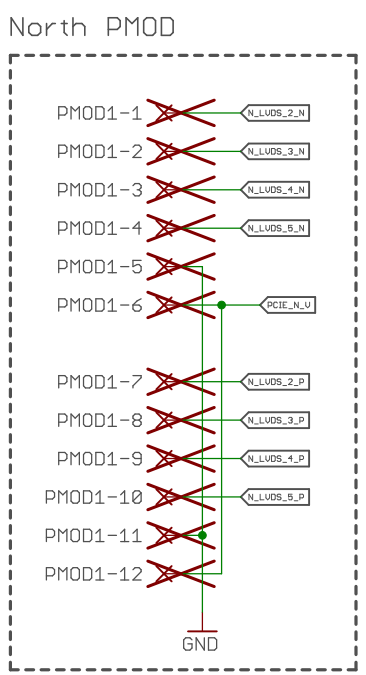 North PMOD
PMOD1-1 N_LVDS_2_N
PMOD1-2 N_LVDS_3_N
PMOD1-3 N_LVDS_4_N
PMOD1-4 N_LVDS_5_N
PMOD1-5
PMOD1-6 PCIE_N_V
PMOD1-7 N_LVDS_2_P
PMOD1-8 N_LVDS_3_P
PMOD1-9 N_LVDS_4_P
PMOD1-10 N_LVDS_5_P
PMOD1-11
PMOD1-12
GND